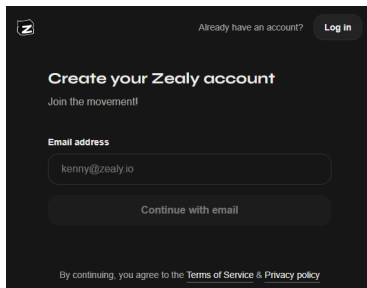 Z
Already have an account? Log in
Create your Zealy account
Join the movement!
Email address
kenny@zealy.io
Continue with email
By continuing, you agree to the Terms of Service & Privacy policy